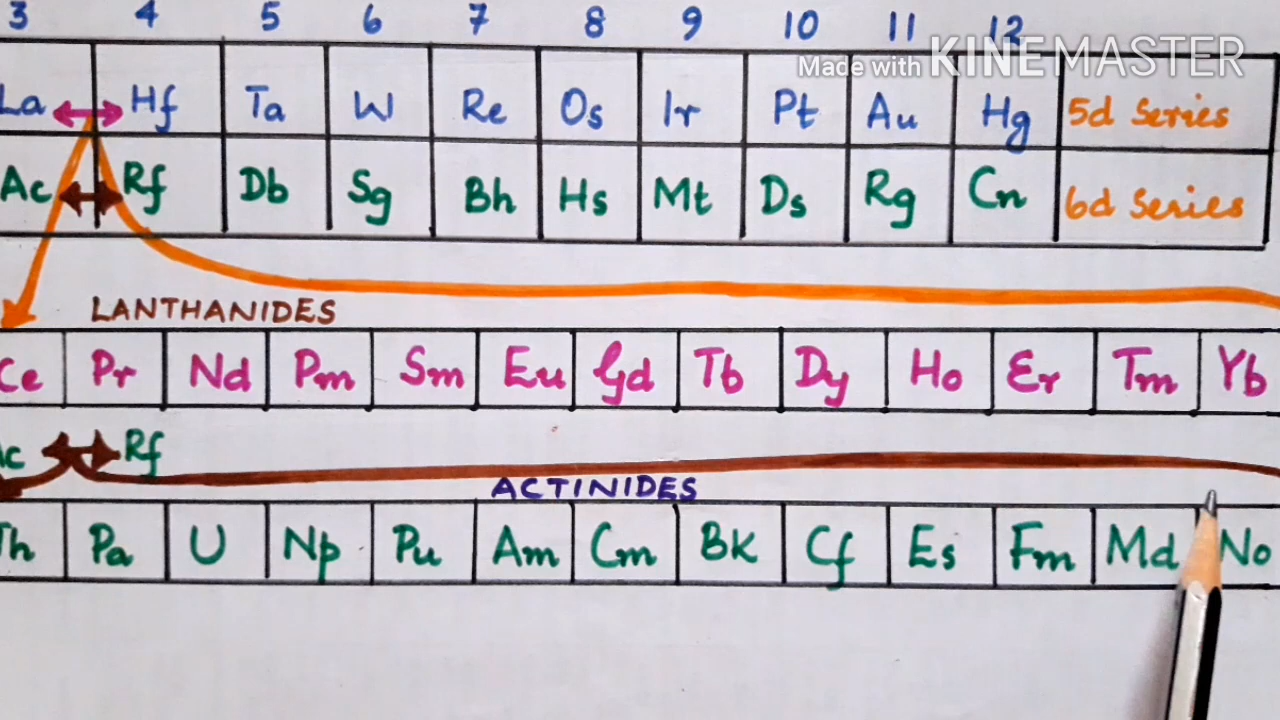 3 4 5 6 7 8 9 10 11 12
Made with KINEMASTER
La Hf Ta W Re Os Ir Pt Au Hg 5d Series
Ac Rf Db Sg Bh Hs Mt Ds Rg Cn 6d Series
LANTHANIDES
Ce Pr Nd Pm Sm Eu Gd Tb Dy Ho Er Tm Yb
Ac Rf
ACTINIDES
Th Pa U Np Pu Am Cm BK Cf Es Fm Md No